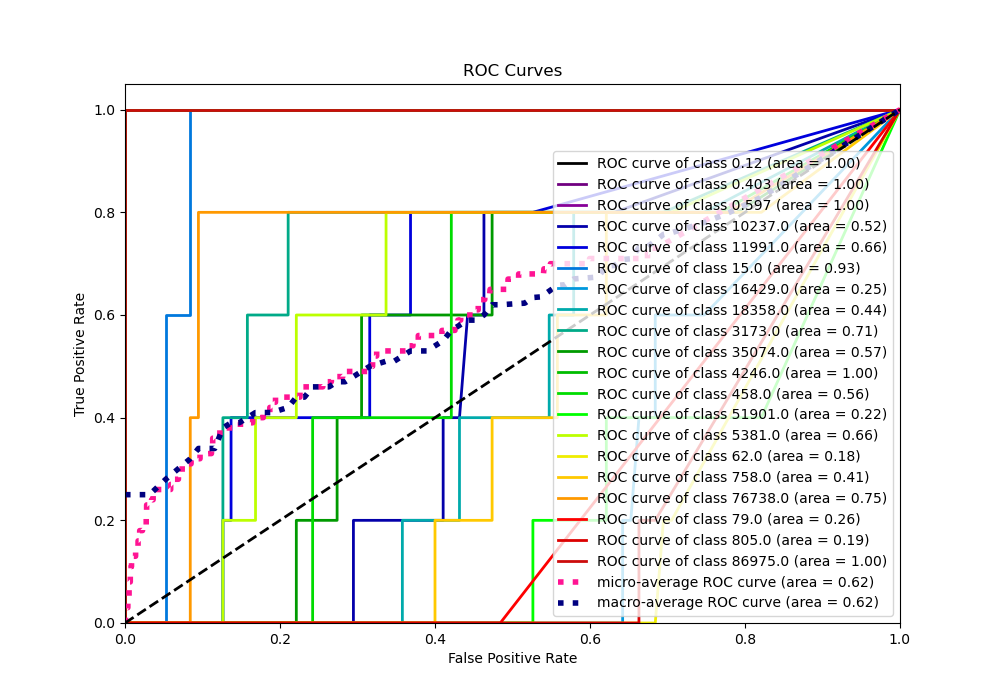 ROC Curves
1.0
0.8
0.6
0.4
0.2
0.0
True Positive Rate
ROC curve of class 0.12 (area = 1.00)
ROC curve of class 0.403 (area = 1.00)
ROC curve of class 0.597 (area = 1.00)
ROC curve of class 10237.0 (area = 0.52)
ROC curve of class 11991.0 (area = 0.66)
ROC curve of class 15.0 (area = 0.93)
ROC curve of class 16429.0 (area = 0.25)
ROC curve of class 18358.0 (area = 0.44)
ROC curve of class 3173.0 (area = 0.71)
ROC curve of class 35074.0 (area = 0.57)
ROC curve of class 4246.0 (area = 1.00)
ROC curve of class 458.0 (area = 0.56)
ROC curve of class 51901.0 (area = 0.22)
ROC curve of class 5381.0 (area = 0.66)
ROC curve of class 62.0 (area = 0.18)
ROC curve of class 758.0 (area = 0.41)
ROC curve of class 76738.0 (area = 0.75)
ROC curve of class 79.0 (area = 0.26)
ROC curve of class 805.0 (area = 0.19)
ROC curve of class 86975.0 (area = 1.00)
micro-average ROC curve (area = 0.62)
macro-average ROC curve (area = 0.62)
0.0 0.2 0.4 0.6 0.8 1.0
False Positive Rate